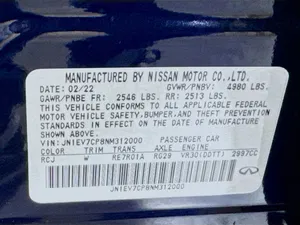 MANUFACTURED BY NISSAN MOTOR CO.,LTD.
DATE: 02/22 GVWR/PNBV: 4980 LBS.
GAWR/PNBE FR: 2546 LBS. RR: 2513 LBS.
THIS VEHICLE CONFORMS TO ALL APPLICABLE FEDERAL
MOTOR VEHICLE SAFETY,BUMPER,AND THEFT PREVENTION
STANDARDS IN EFFECT ON THE DATE OF MANUFACTURE
SHOWN ABOVE.
VIN: JN1EV7CP8NM312000 PASSENGER CAR
COLOR TRIM TRANS AXLE ENGINE
RCJ W RE7R01A RG29 VR30(DDTT) 2997CC
JN1EV7CP8NM312000